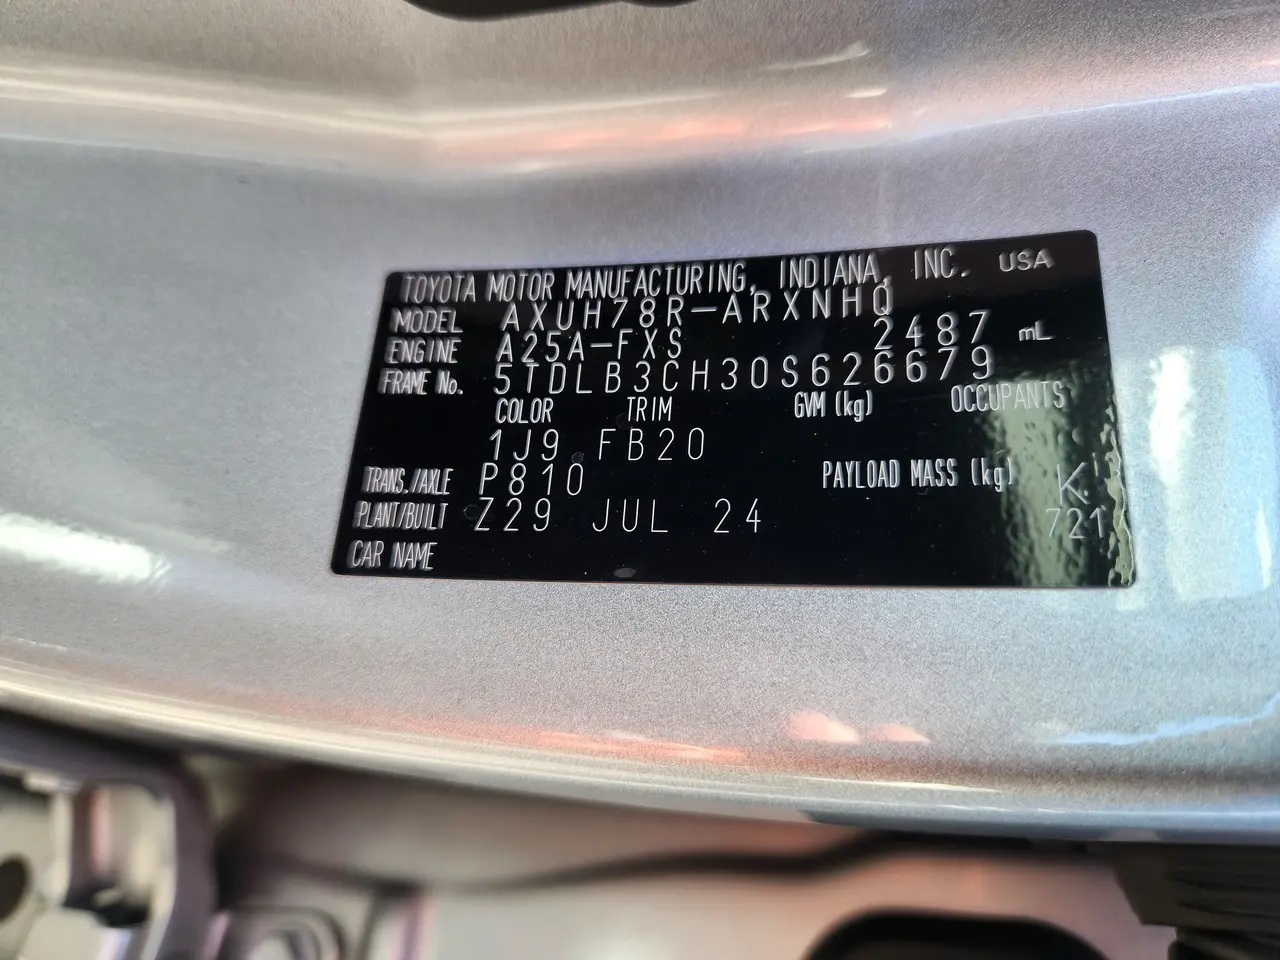 TOYOTA MOTOR MANUFACTURING, INDIANA, INC. USA
MODEL AXUH78R-ARXNHQ
ENGINE A25A-FXS 2487 mL
FRAME No. 5TDLB3CH30S626679
COLOR TRIM GVM (kg) OCCUPANTS
1J9 FB20
TRANS./AXLE P810 PAYLOAD MASS (kg) K
PLANT/BUILT Z29 JUL 24 721
CAR NAME